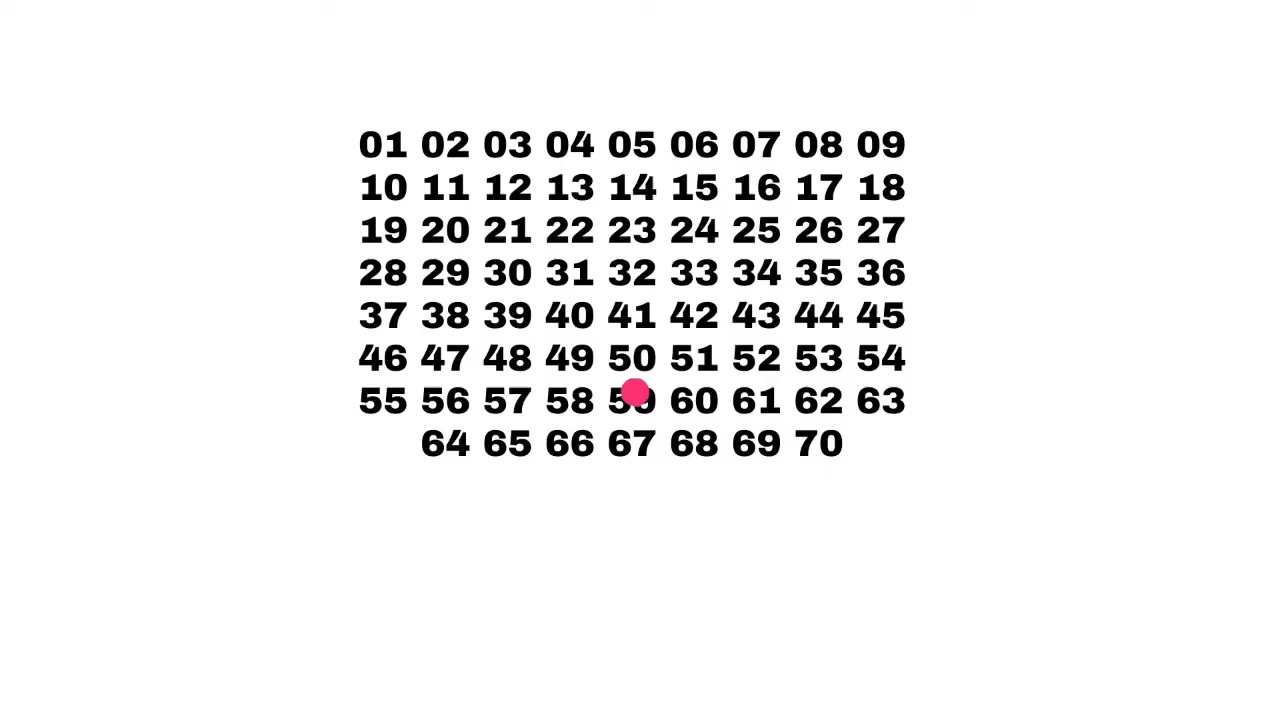 01 02 03 04 05 06 07 08 09
10 11 12 13 14 15 16 17 18
19 20 21 22 23 24 25 26 27
28 29 30 31 32 33 34 35 36
37 38 39 40 41 42 43 44 45
46 47 48 49 50 51 52 53 54
55 56 57 58 59 60 61 62 63
64 65 66 67 68 69 70